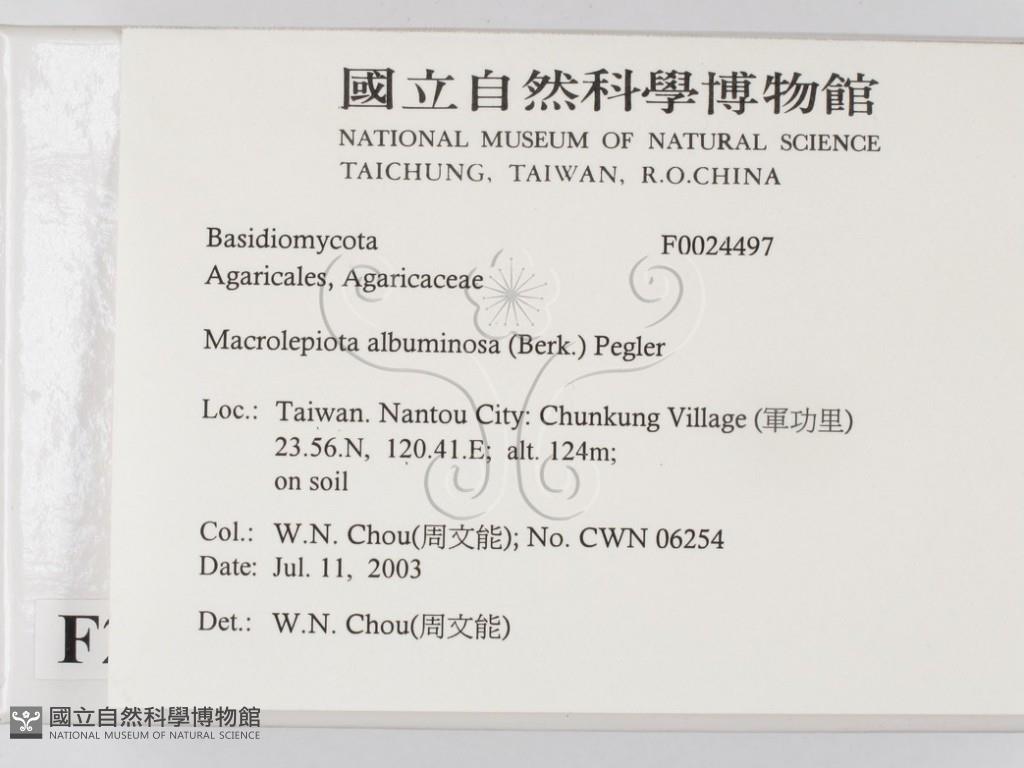 國立自然科學博物館
NATIONAL MUSEUM OF NATURAL SCIENCE
TAICHUNG, TAIWAN, R.O.CHINA
Basidiomycota F0024497
Agaricales, Agaricaceae
Macrolepiota albuminosa (Berk.) Pegler
Loc.: Taiwan. Nantou City: Chunkung Village (軍功里)
23.56.N, 120.41.E; alt. 124m;
on soil
Col.: W.N. Chou(周文能); No. CWN 06254
Date: Jul. 11, 2003
Det.: W.N. Chou(周文能)
F
國立自然科學博物館
NATIONAL MUSEUM OF NATURAL SCIENCE